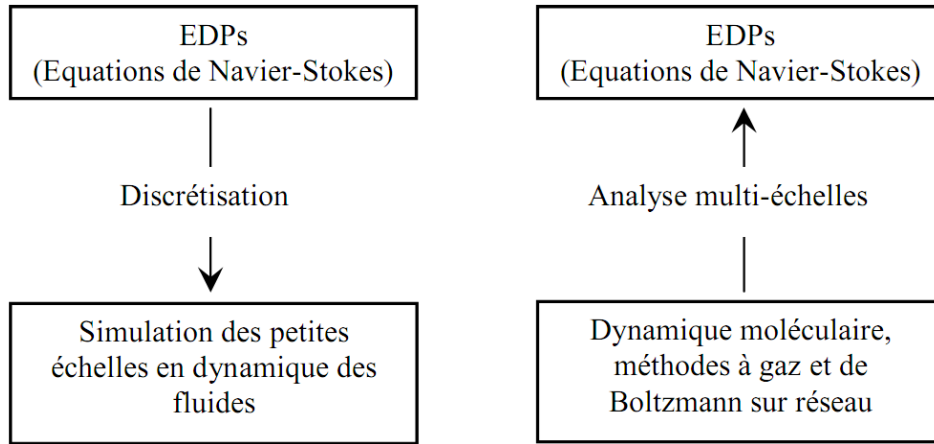 EDPs
(Equations de Navier-Stokes)
Discrétisation
Simulation des petites
échelles en dynamique des
fluides
EDPs
(Equations de Navier-Stokes)
Analyse multi-échelles
Dynamique moléculaire,
méthodes à gaz et de
Boltzmann sur réseau